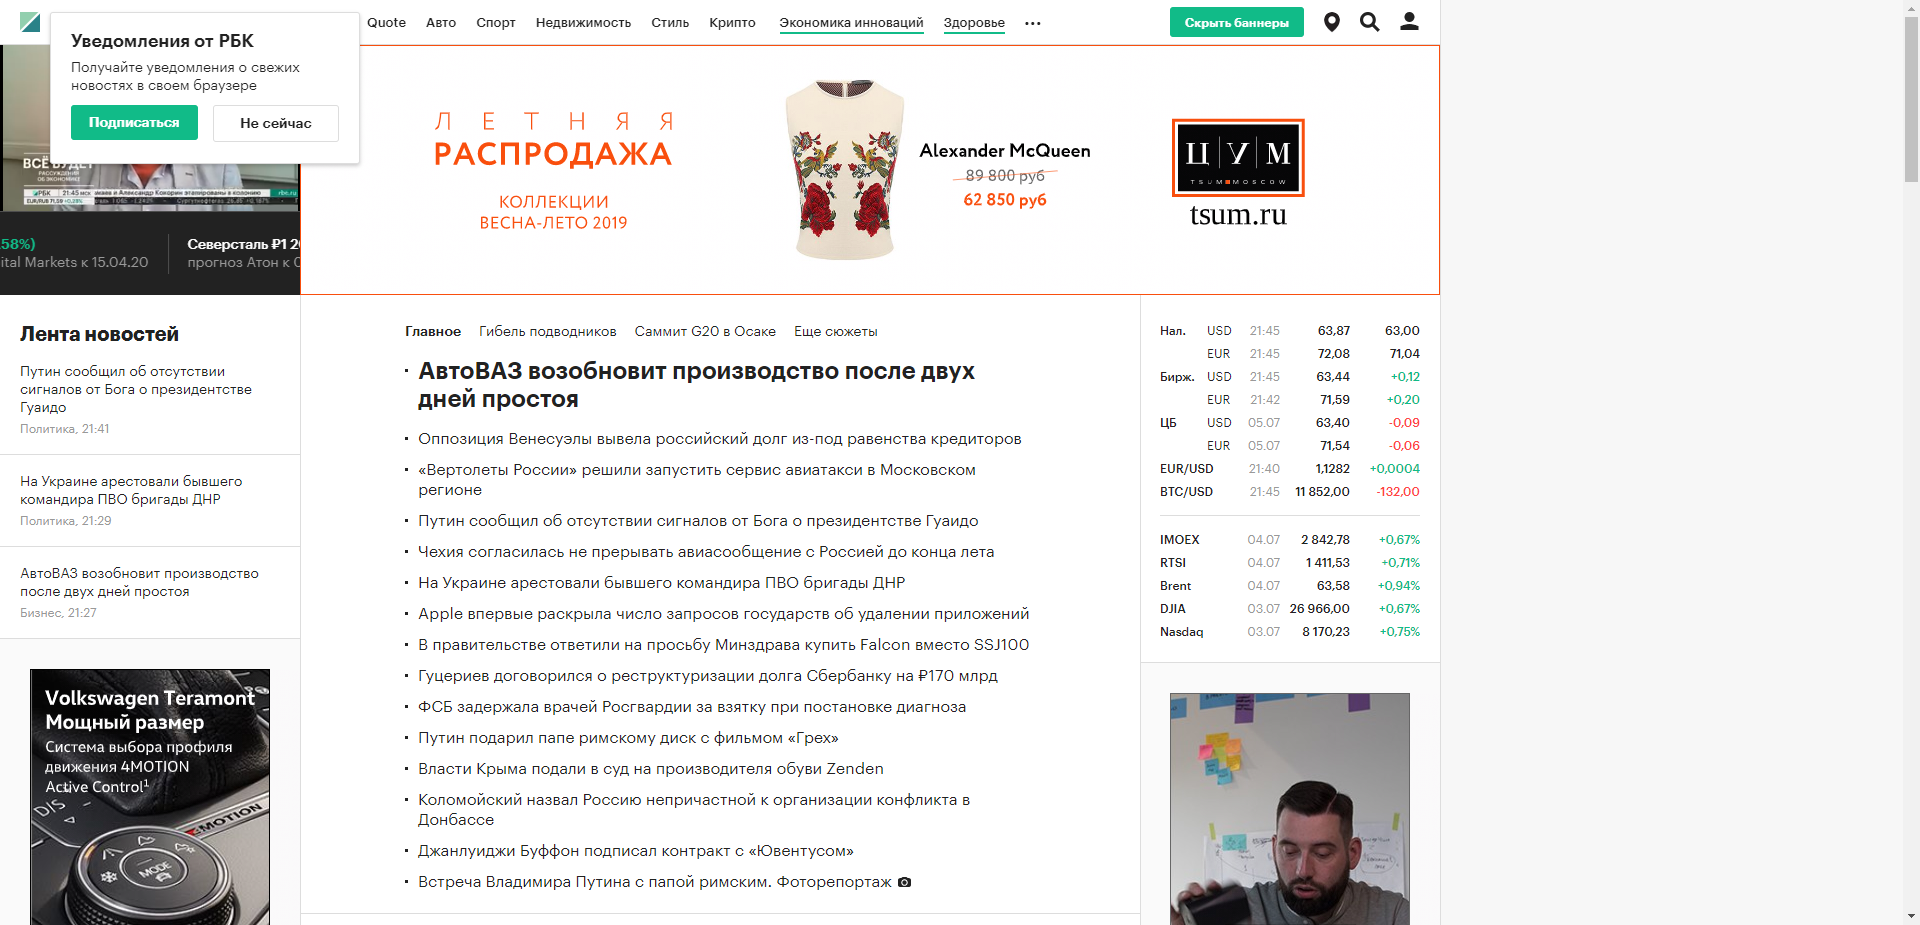 Уведомления от РБК
Получайте уведомления о свежих
новостях в своем браузере
Подписаться
Не сейчас
Quote
Авто
Спорт
Недвижимость
Стиль
Крипто
Экономика инноваций
Здоровье
Скрыть баннеры
РБК
21:45 МСК
EUR/RUB 71,59 +0,39%
58%)
ital Markets к 15.04.20
Северсталь ₽1
прогноз Атон к
ЛЕТНЯЯ
РАСПРОДАЖА
КОЛЛЕКЦИИ
ВЕСНА-ЛЕТО 2019
Alexander McQueen
89 800 руб
62 850 руб
ЦУМ
TSUM MOSCOW
tsum.ru
Лента новостей
Путин сообщил об отсутствии
сигналов от Бога о президентстве
Гуаидо
Политика, 21:41
На Украине арестовали бывшего
командира ПВО бригады ДНР
Политика, 21:29
АвтоВАЗ возобновит производство
после двух дней простоя
Бизнес, 21:27
Volkswagen Teramont
Мощный размер
Система выбора профиля
движения 4MOTION
Active Control¹
4MOTION
MODE
Главное Гибель подводников Саммит G20 в Осаке Еще сюжеты
АвтоВАЗ возобновит производство после двух
дней простоя
Оппозиция Венесуэлы вывела российский долг из-под равенства кредиторов
«Вертолеты России» решили запустить сервис авиатакси в Московском
регионе
Путин сообщил об отсутствии сигналов от Бога о президентстве Гуаидо
Чехия согласилась не прерывать авиасообщение с Россией до конца лета
На Украине арестовали бывшего командира ПВО бригады ДНР
Apple впервые раскрыла число запросов государств об удалении приложений
В правительстве ответили на просьбу Минздрава купить Falcon вместо SSJ100
Гуцериев договорился о реструктуризации долга Сбербанку на ₽170 млрд
ФСБ задержала врачей Росгвардии за взятку при постановке диагноза
Путин подарил папе римскому диск с фильмом «Грех»
Власти Крыма подали в суд на производителя обуви Zenden
Коломойский назвал Россию непричастной к организации конфликта в
Донбассе
Джанлуиджи Буффон подписал контракт с «Ювентусом»
Встреча Владимира Путина с папой римским. Фоторепортаж
Нал. USD 21:45 63,87 63,00
EUR 21:45 72,08 71,04
Бирж. USD 21:45 63,44 +0,12
EUR 21:42 71,59 +0,20
ЦБ USD 05.07 63,40 -0,09
EUR 05.07 71,54 -0,06
EUR/USD 21:40 1,1282 +0,0004
BTC/USD 21:45 11 852,00 -132,00
IMOEX 04.07 2 842,78 +0,67%
RTSI 04.07 1 411,53 +0,71%
Brent 04.07 63,58 +0,94%
DJIA 03.07 26 966,00 +0,67%
Nasdaq 03.07 8 170,23 +0,75%